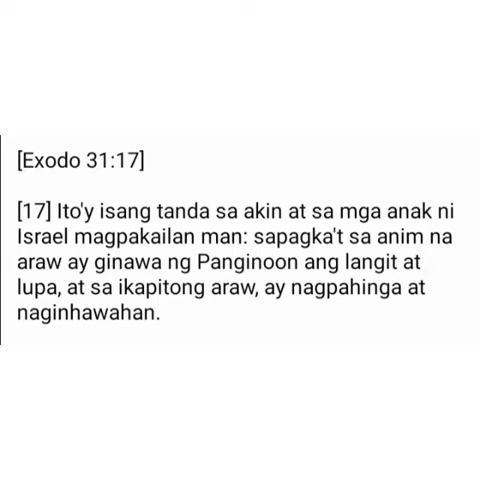 [Exodo 31:17]
[17] Ito'y isang tanda sa akin at sa mga anak ni
Israel magpakailan man: sapagka't sa anim na
araw ay ginawa ng Panginoon ang langit at
lupa, at sa ikapitong araw, ay nagpahinga at
naginhawahan.